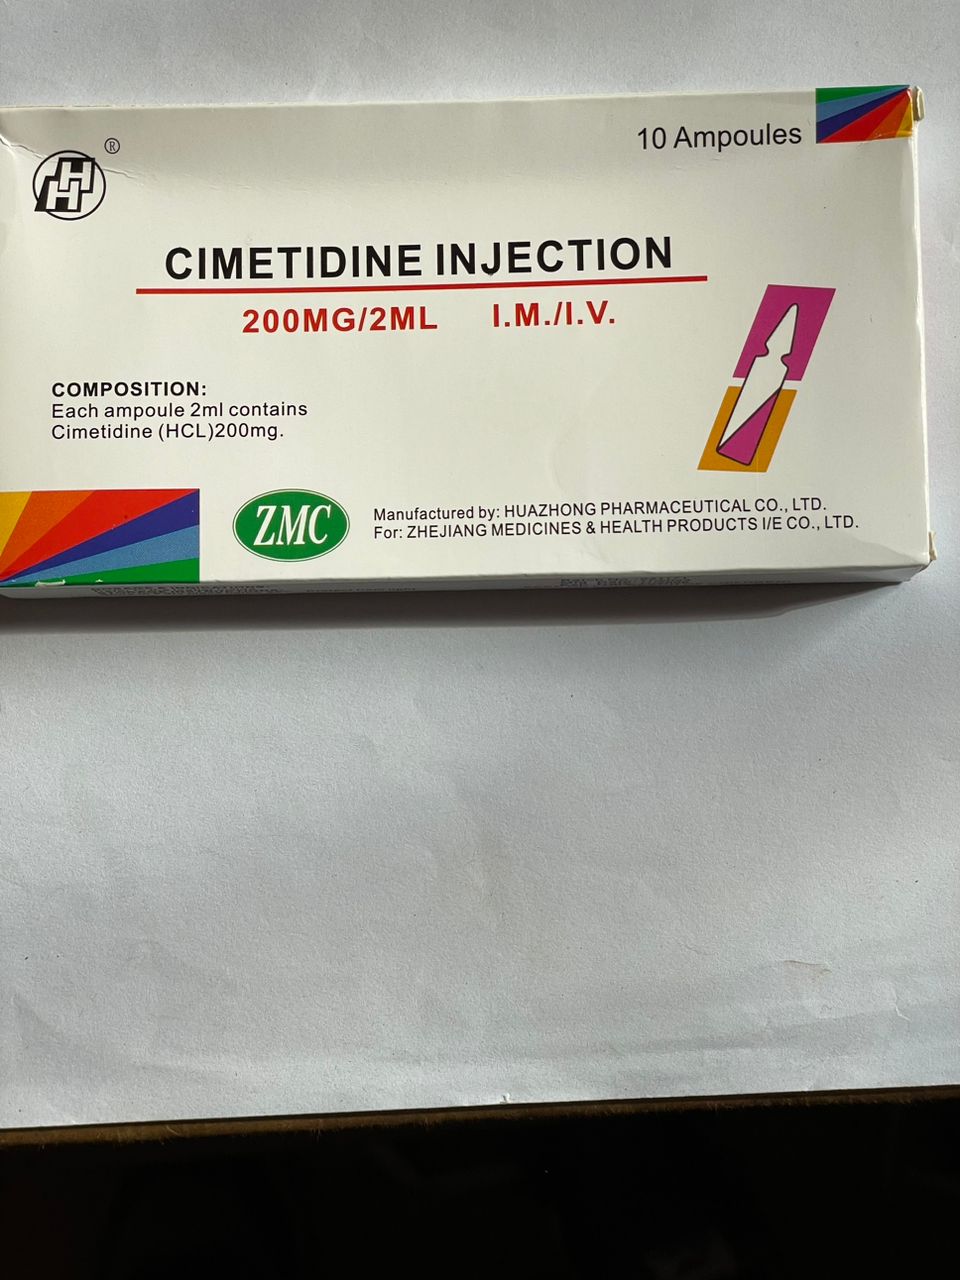 HH ®
10 Ampoules
CIMETIDINE INJECTION
200MG/2ML I.M./I.V.
COMPOSITION:
Each ampoule 2ml contains
Cimetidine (HCL)200mg.
ZMC
Manufactured by: HUAZHONG PHARMACEUTICAL CO., LTD.
For: ZHEJIANG MEDICINES & HEALTH PRODUCTS I/E CO., LTD.